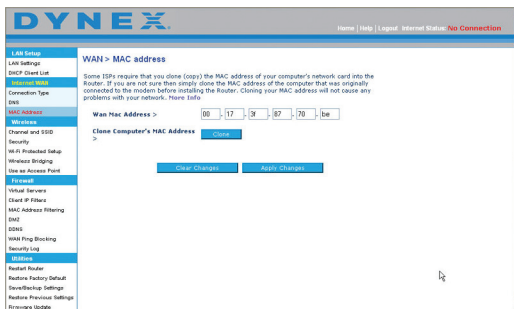 DYNEX
Home | Help | Logout Internet Status: No Connection
LAN Setup
LAN Settings
DHCP Client List
Internet WAN
Connection Type
DNS
MAC Address
Wireless
Channel and SSID
Security
Wi-Fi Protected Setup
Wireless Bridging
Use as Access Point
Firewall
Virtual Servers
Client IP Filters
MAC Address Filtering
DMZ
DDNS
WAN Ping Blocking
Security Log
Utilities
Restart Router
Restore Factory Default
Save/Backup Settings
Restore Previous Settings
Firmware Update
WAN > MAC address
Some ISPs require that you clone (copy) the MAC address of your computer's network card into the
Router. If you are not sure then simply clone the MAC address of the computer that was originally
connected to the modem before installing the Router. Cloning your MAC address will not cause any
problems with your network. More Info
Wan Mac Address > 00 . 17 . 3f . 87 . 70 . be
Clone Computer's MAC Address
> Clone
Clear Changes Apply Changes